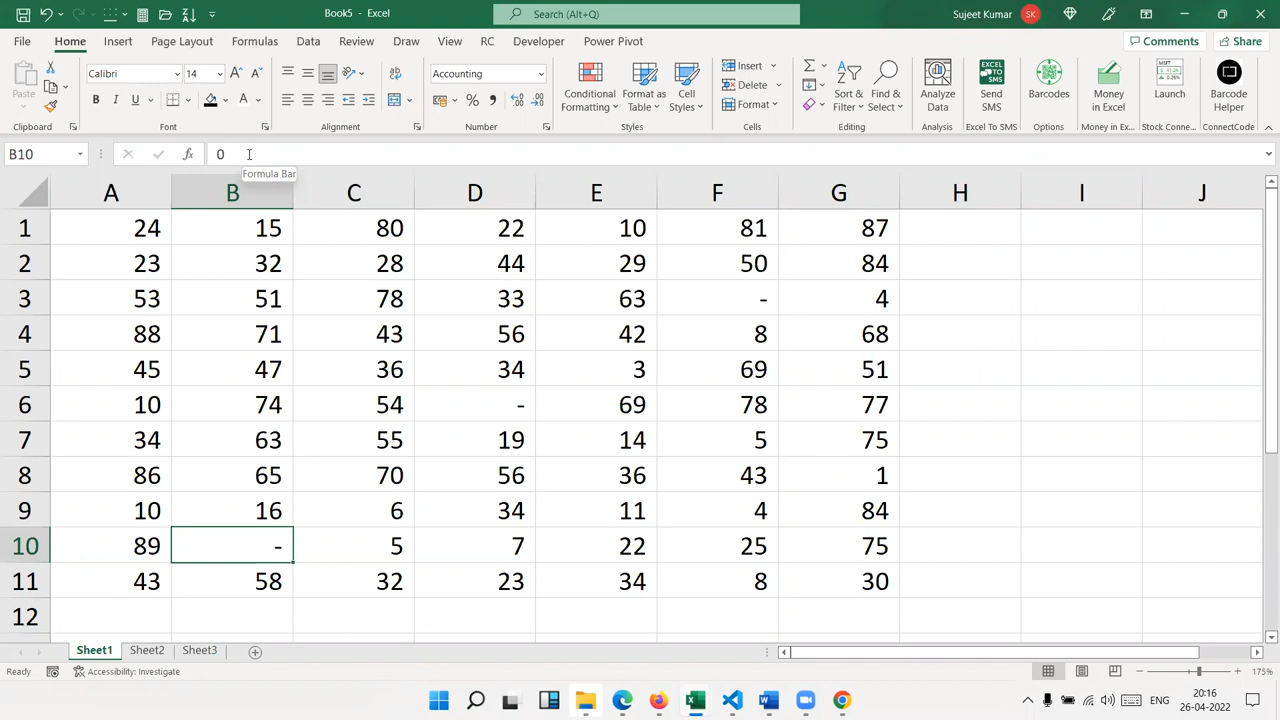 Book5 - Excel
Search (Alt+Q)
Sujeet Kumar SK
File Home Insert Page Layout Formulas Data Review Draw View RC Developer Help Power Pivot
Comments Share
Paste
Calibri 14
B I U
Accounting
Conditional Formatting
Format as Table
Cell Styles
Insert
Delete
Format
Sort & Filter
Find & Select
Analyze Data
Send SMS
EXCEL TO SMS
Barcodes
Money in Excel
Launch
MSFT
Barcode Helper
Clipboard Font Alignment Number Styles Cells Editing Analysis Excel To SMS Options Money in Ex... Stock Conne... ConnectCode
B10 fx 0
Formula Bar
A B C D E F G H I J
1 24 15 80 22 10 81 87
2 23 32 28 44 29 50 84
3 53 51 78 33 63 - 4
4 88 71 43 56 42 8 68
5 45 47 36 34 3 69 51
6 10 74 54 - 69 78 77
7 34 63 55 19 14 5 75
8 86 65 70 56 36 43 1
9 10 16 6 34 11 4 84
10 89 - 5 7 22 25 75
11 43 58 32 23 34 8 30
12
Sheet1 Sheet2 Sheet3
Ready Accessibility: Investigate 175%
ENG 20:16
26-04-2022